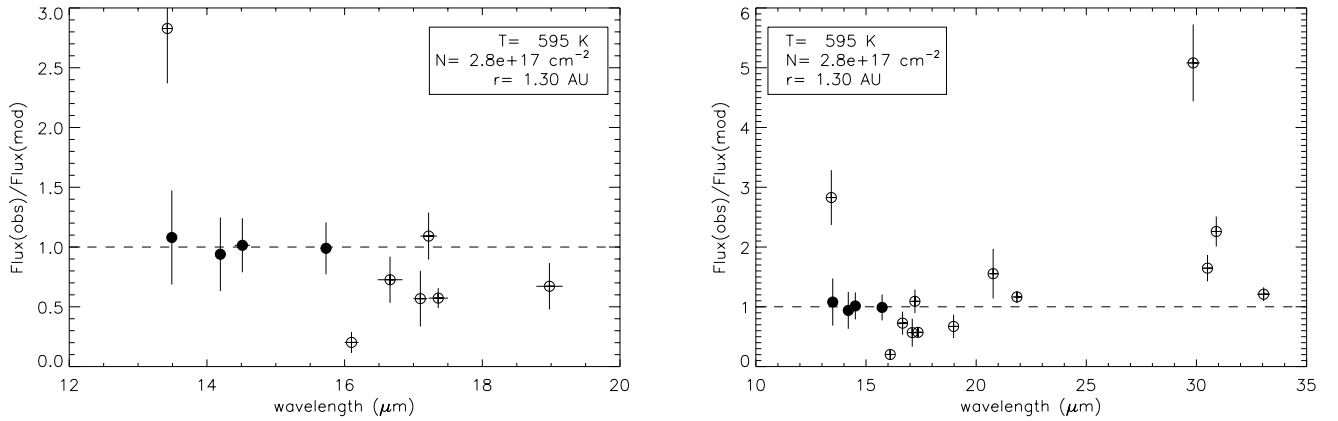 3.0
2.5
2.0
1.5
1.0
0.5
0.0
Flux(obs)/Flux(mod)
T= 595 K
N= 2.8e+17 cm⁻²
r= 1.30 AU
12 14 16 18 20
wavelength (μm)
6
5
4
3
2
1
0
Flux(obs)/Flux(mod)
T= 595 K
N= 2.8e+17 cm⁻²
r= 1.30 AU
10 15 20 25 30 35
wavelength (μm)